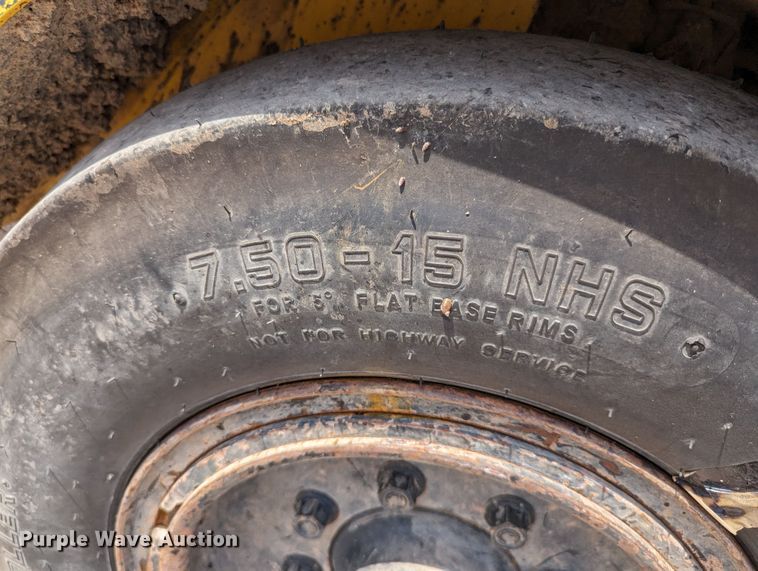 7.50-15 NHS
FOR 5° FLAT BASE RIMS
NOT FOR HIGHWAY SERVICE
Purple Wave Auction